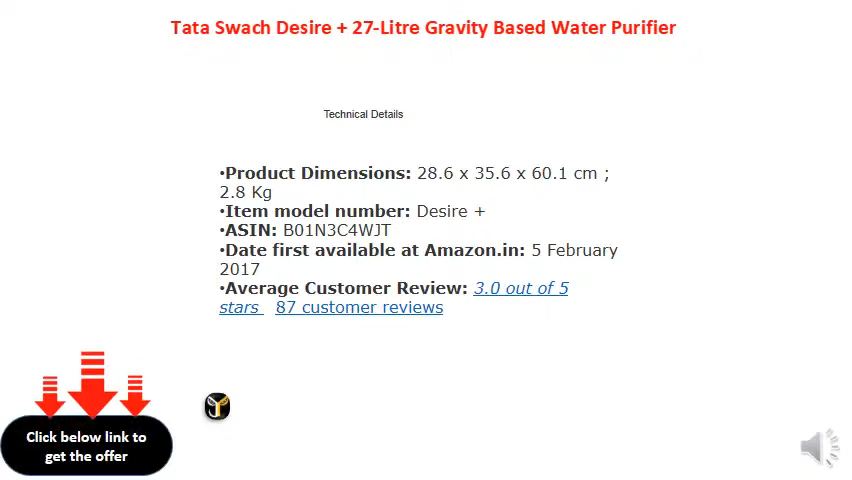 Tata Swach Desire + 27-Litre Gravity Based Water Purifier
Technical Details
•Product Dimensions: 28.6 x 35.6 x 60.1 cm ;
2.8 Kg
•Item model number: Desire +
•ASIN: B01N3C4WJT
•Date first available at Amazon.in: 5 February
2017
•Average Customer Review: 3.0 out of 5
stars   87 customer reviews
Click below link to
get the offer